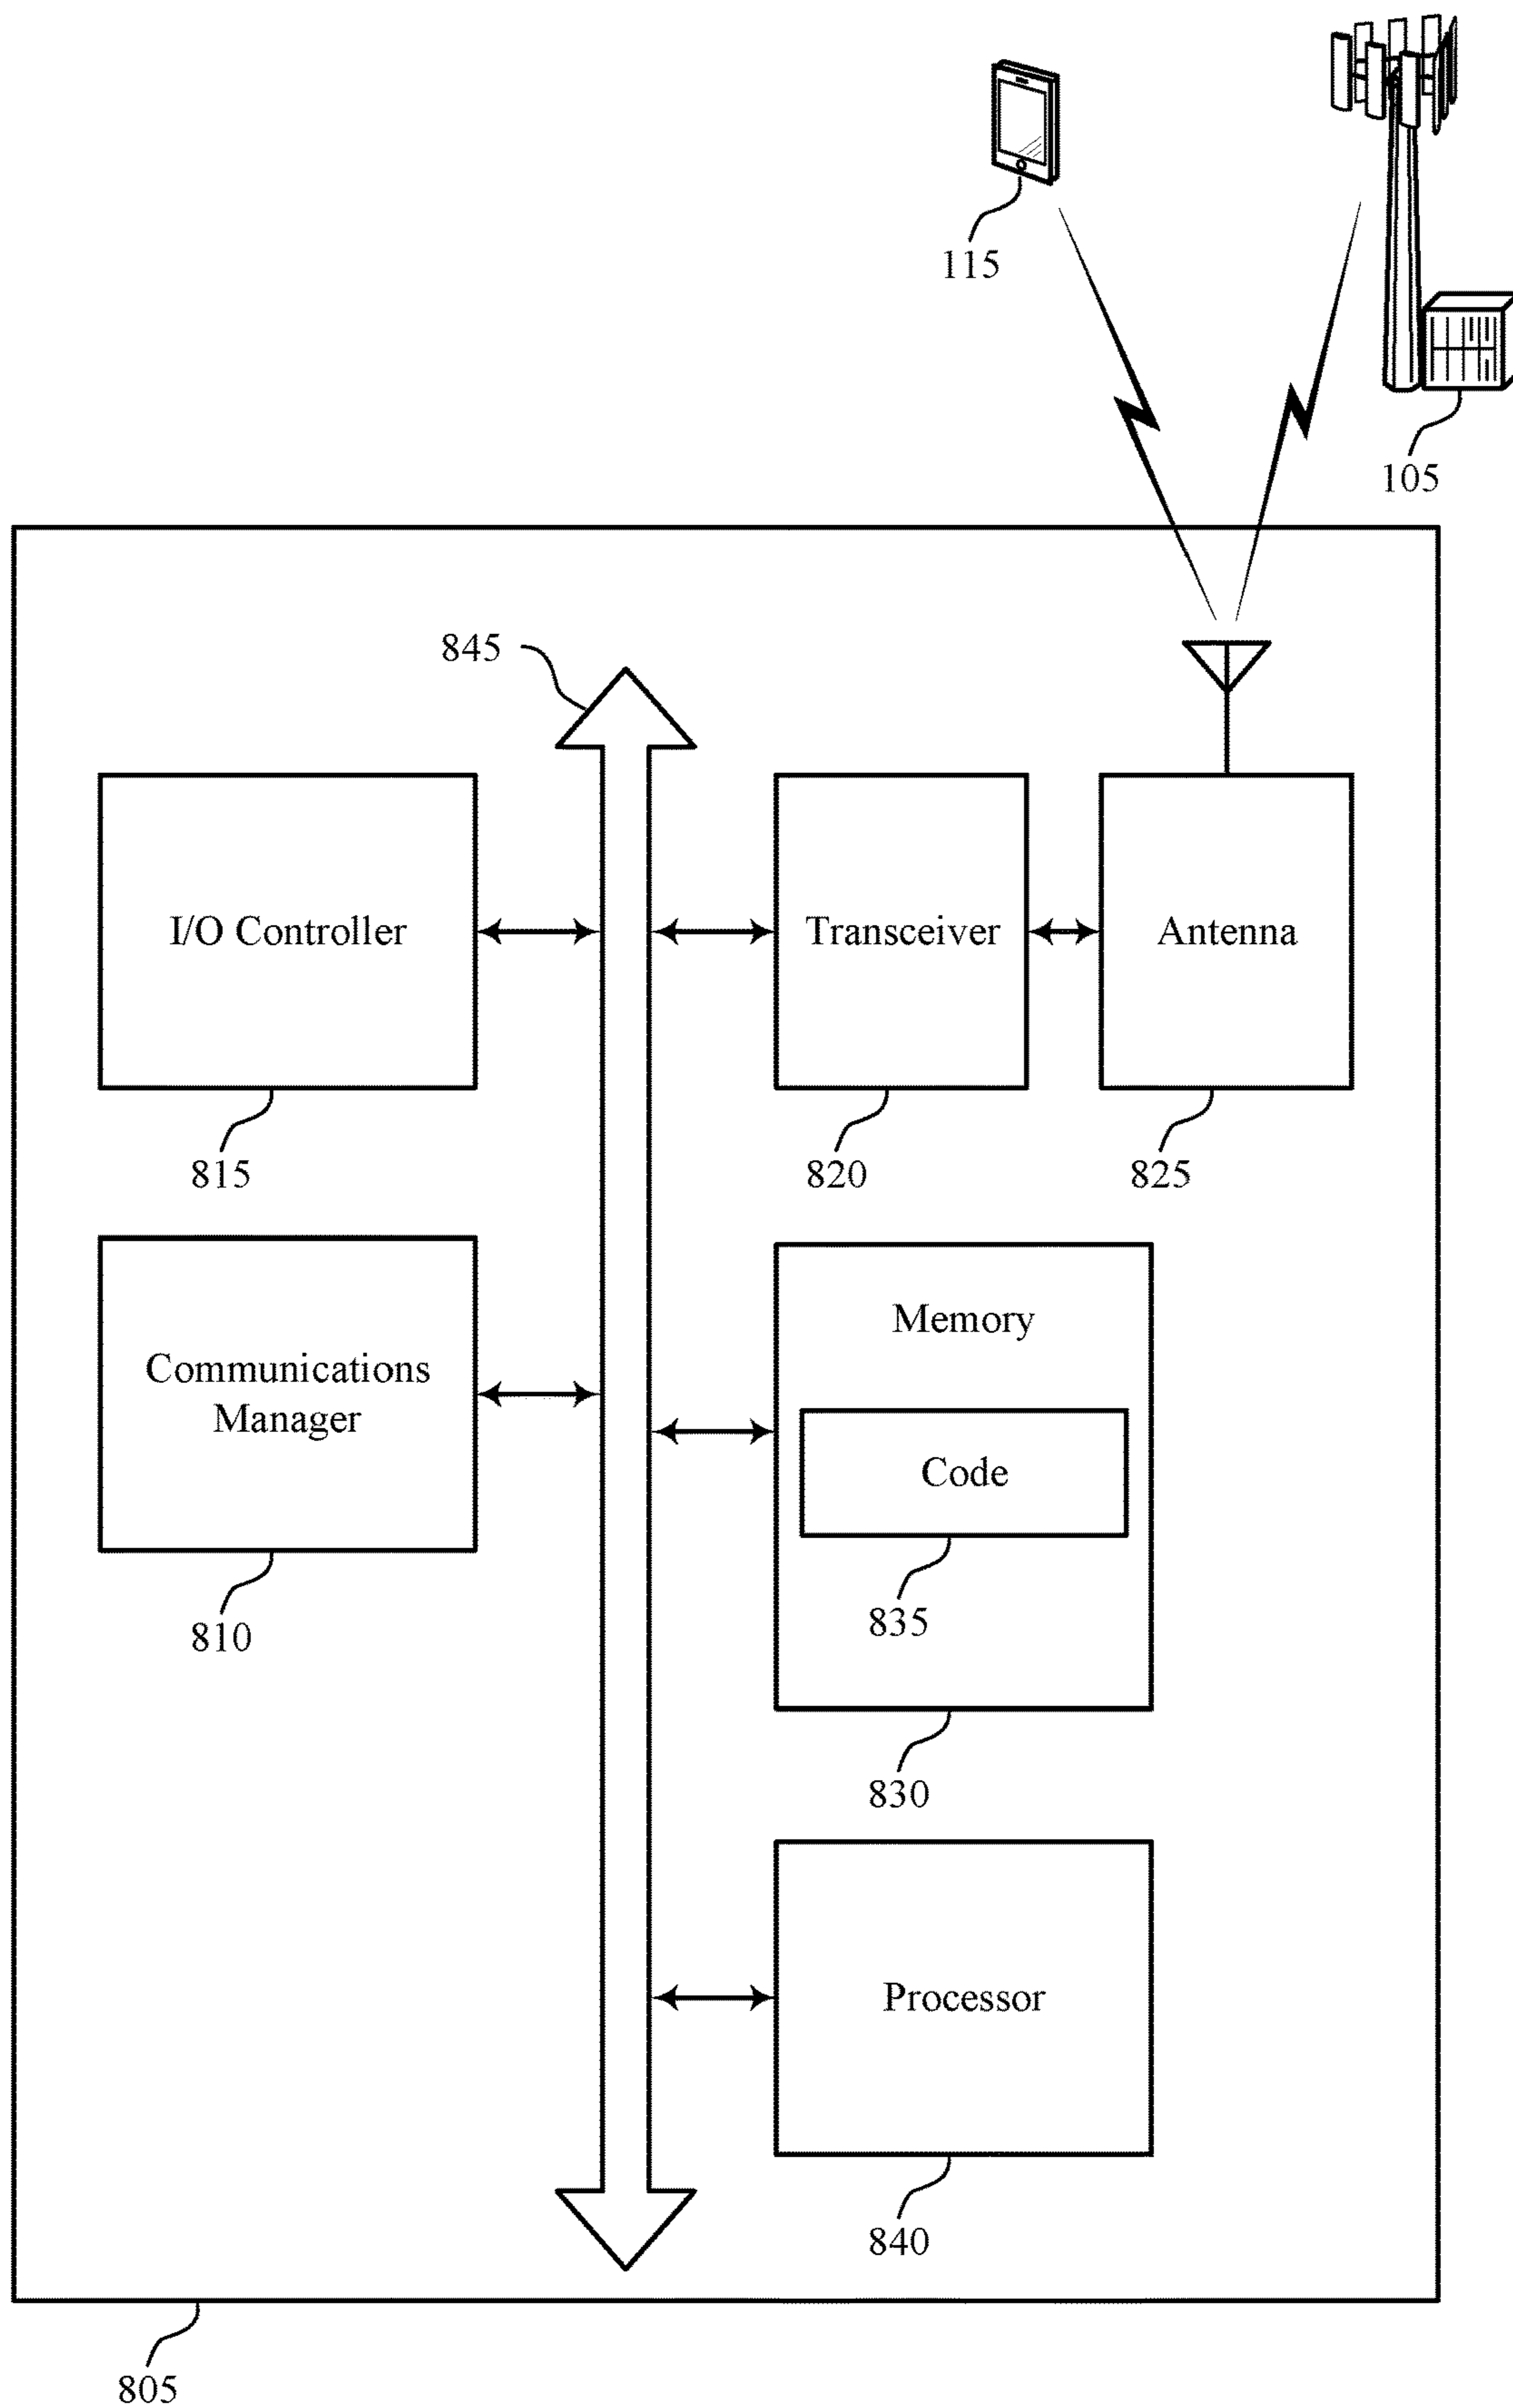 115
105
845
I/O Controller
Transceiver
Antenna
815
820
825
Communications
Manager
Memory
Code
810
835
830
Processor
840
805